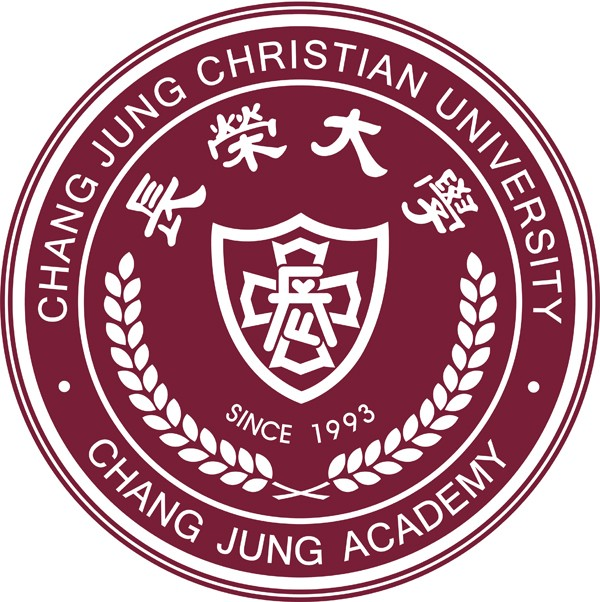 CHANG JUNG CHRISTIAN UNIVERSITY
長榮大學
SINCE 1993
CHANG JUNG ACADEMY